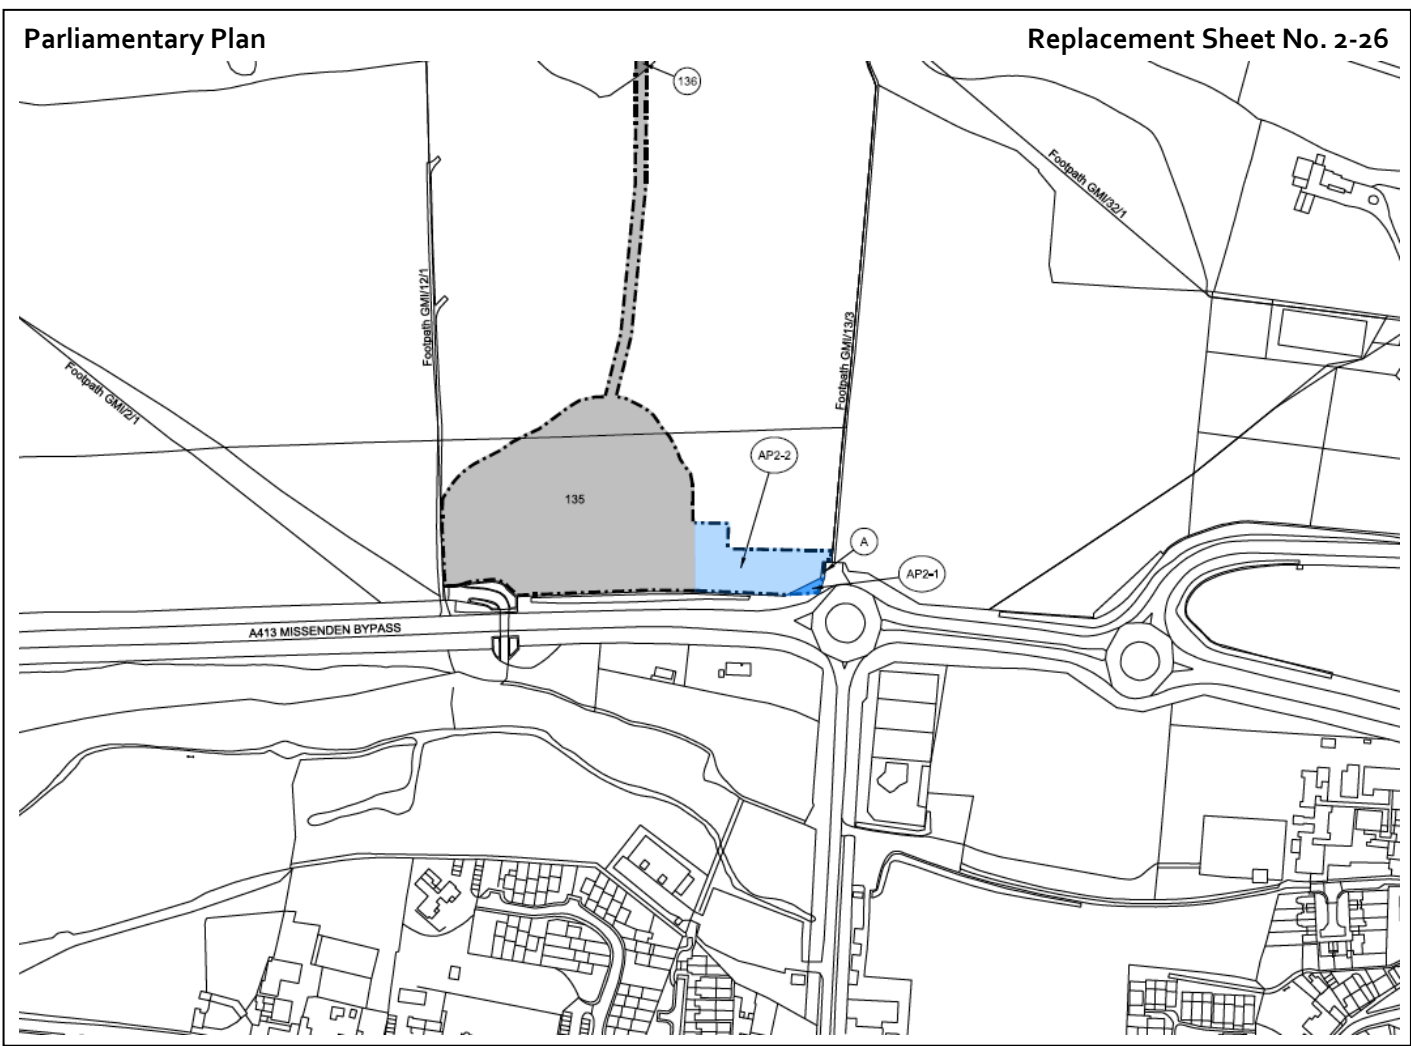 Parliamentary Plan
Replacement Sheet No. 2-26
136
Footpath GMI/32/1
Footpath GMI/12/1
Footpath GMI/13/3
Footpath GMI/2/1
AP2-2
135
A
AP2-1
A413 MISSENDEN BYPASS